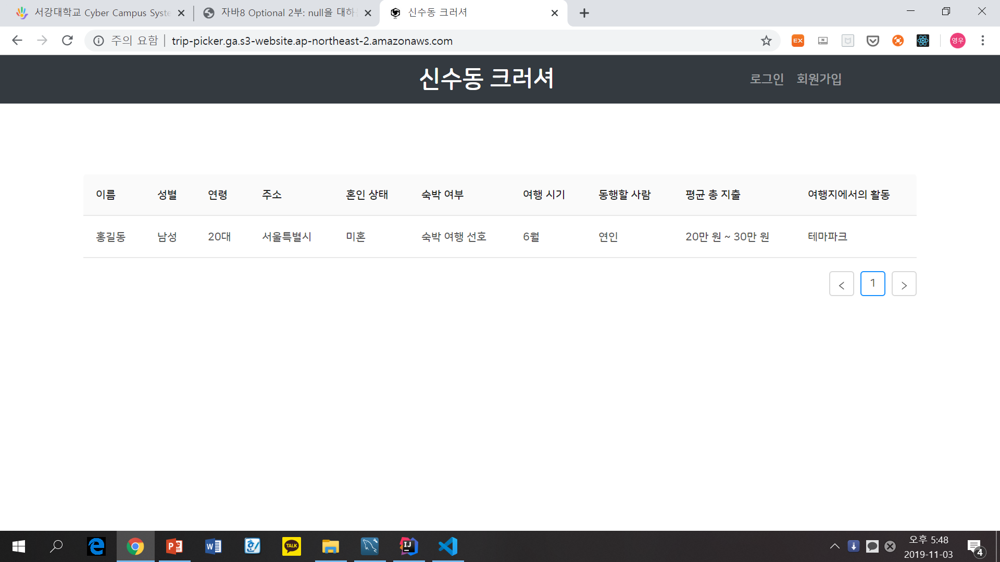 서강대학교 Cyber Campus Syste
자바8 Optional 2부: null을 대하는
신수동 크러셔
주의 요함
trip-picker.ga.s3-website.ap-northeast-2.amazonaws.com
EX
N
영우
신수동 크러셔
로그인 회원가입
이름 성별 연령 주소 혼인 상태 숙박 여부 여행 시기 동행할 사람 평균 총 지출 여행지에서의 활동
홍길동 남성 20대 서울특별시 미혼 숙박 여행 선호 6월 연인 20만 원 ~ 30만 원 테마파크
< 1 >
TALK
IJ
오후 5:48
2019-11-03
4